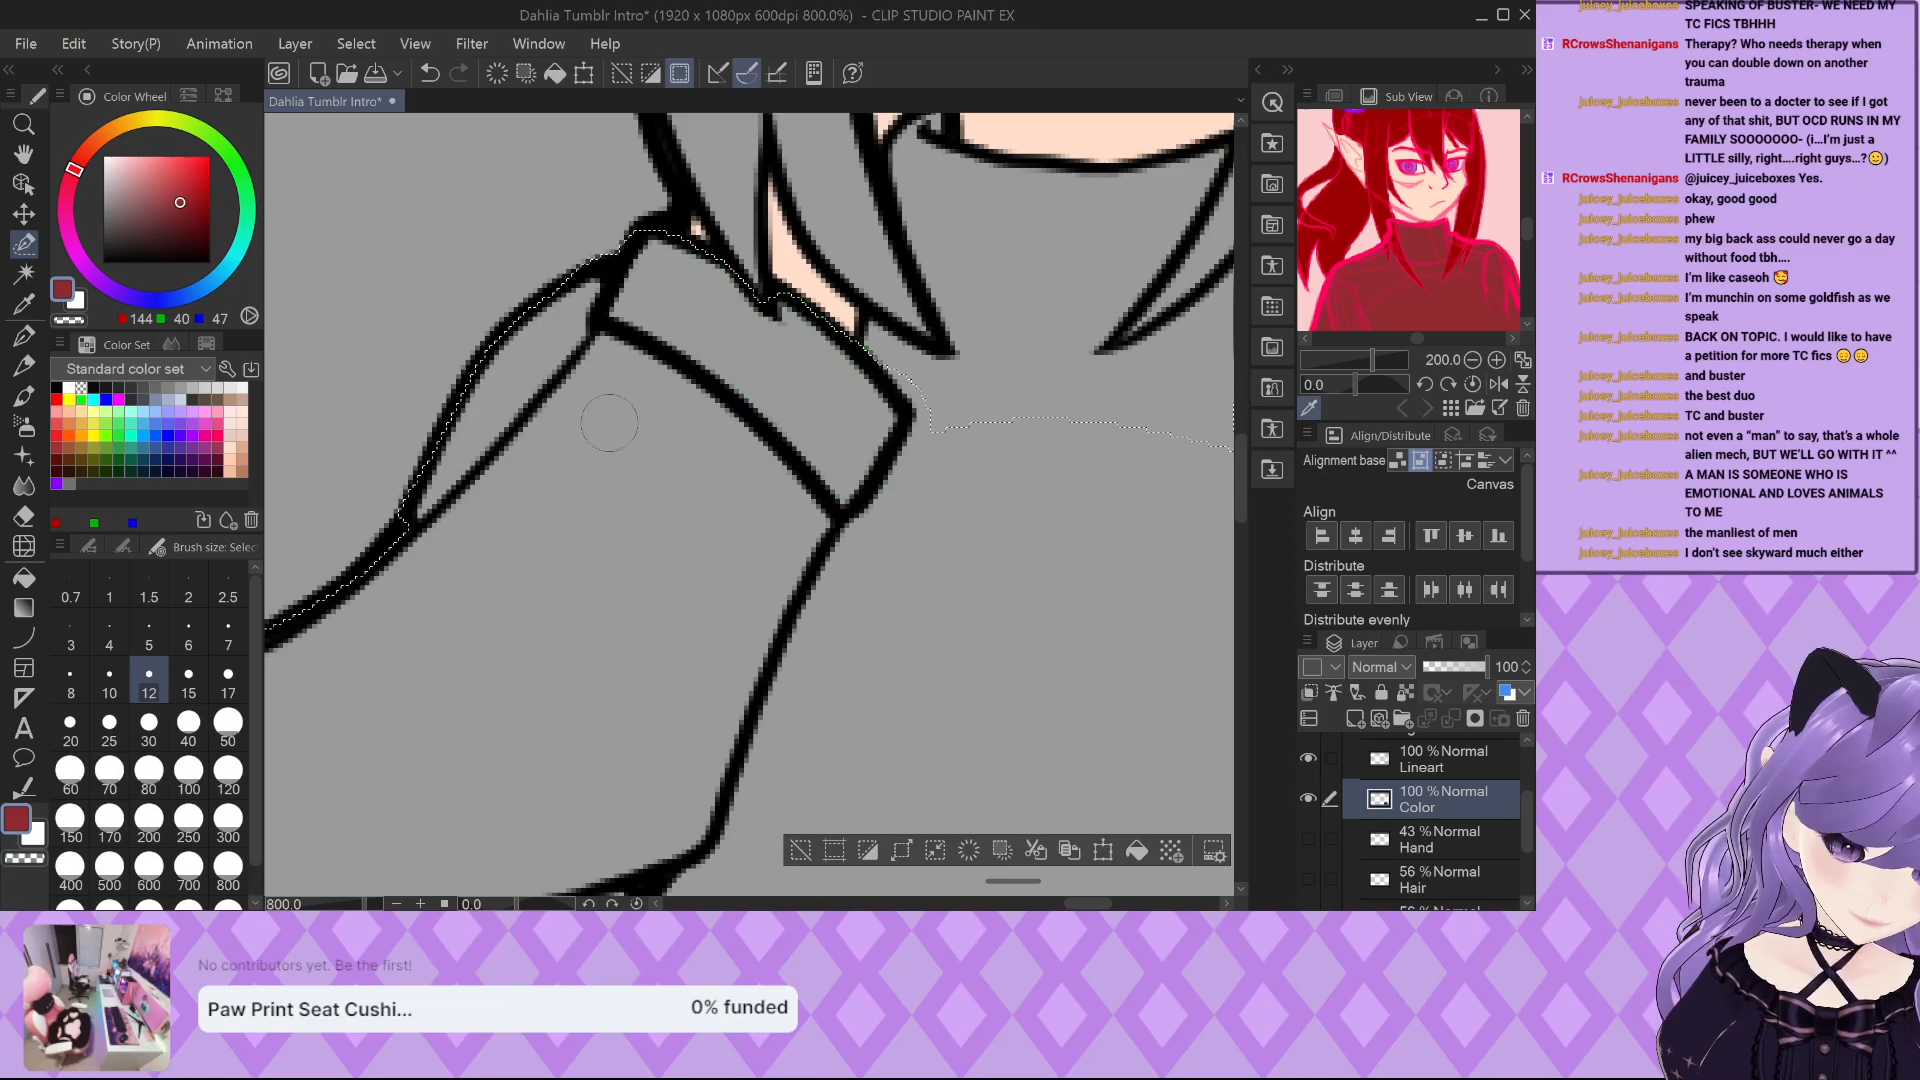 Dahlia Tumblr Intro* (1920 x 1080px 600dpi 800.0%) - CLIP STUDIO PAINT EX
File Edit Story(P) Animation Layer Select View Filter Window Help
Dahlia Tumblr Intro*
Color Wheel
144 40 47
Color Set
Standard color set
Brush size: Selec
0.7 1 1.5 2 2.5
3 4 5 6 7
8 10 12 15 17
20 25 30 40 50
60 70 80 100 120
150 170 200 250 300
400 500 600 700 800
800.0 0.0
Sub View
200.0
0.0
Align/Distribute
Alignment base
Canvas
Align
Distribute
Distribute evenly
Layer
Normal 100
100 % Normal
Lineart
100 % Normal
Color
43 % Normal
Hand
56 % Normal
Hair
juicey_juiceboxes SPEAKING OF BUSTER- WE NEED MY
TC FICS TBHHH
RCrowsShenanigans Therapy? Who needs therapy when
you can double down on another
trauma
juicey_juiceboxes never been to a docter to see if I got
any of that shit, BUT OCD RUNS IN MY
FAMILY SOOOOOOO- (i...I'm just a
LITTLE silly, right....right guys...?🙂)
RCrowsShenanigans @juicey_juiceboxes Yes.
juicey_juiceboxes okay, good good
juicey_juiceboxes phew
juicey_juiceboxes my big back ass could never go a day
without food tbh....
juicey_juiceboxes I'm like caseoh 🥰
juicey_juiceboxes I'm munchin on some goldfish as we
speak
juicey_juiceboxes BACK ON TOPIC. I would like to have
a petition for more TC fics 😑😑
juicey_juiceboxes and buster
juicey_juiceboxes the best duo
juicey_juiceboxes TC and buster
juicey_juiceboxes not even a "man" to say, that's a whole
alien mech, BUT WE'LL GO WITH IT ^^
juicey_juiceboxes A MAN IS SOMEONE WHO IS
EMOTIONAL AND LOVES ANIMALS
TO ME
juicey_juiceboxes the manliest of men
juicey_juiceboxes I don't see skyward much either
No contributors yet. Be the first!
Paw Print Seat Cushi... 0% funded